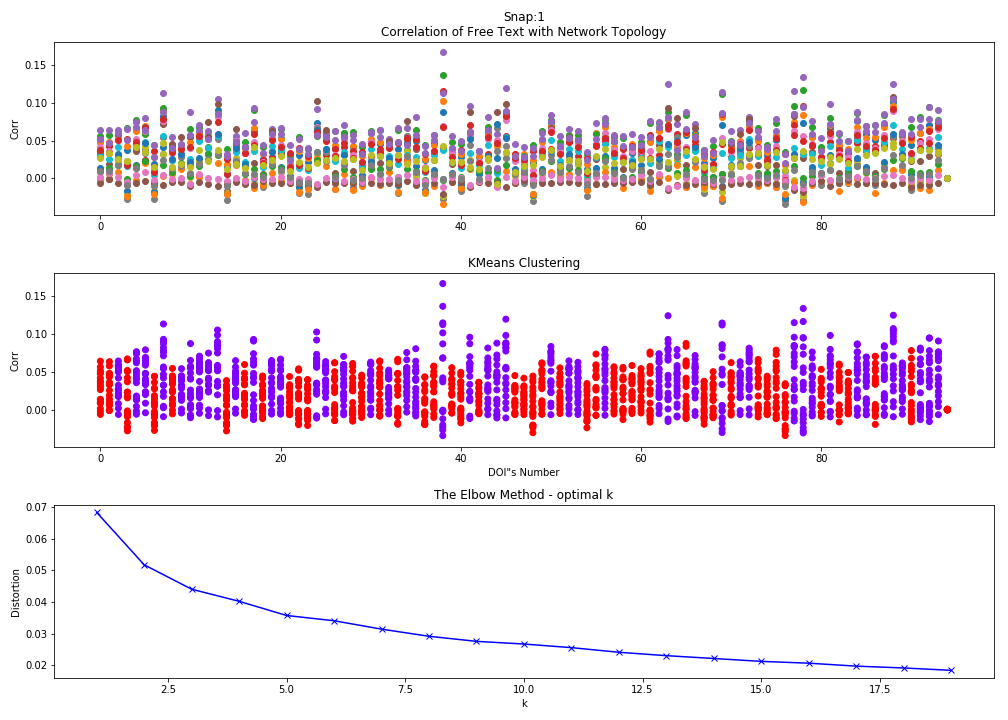 Snap:1
Correlation of Free Text with Network Topology
0.15
0.10
0.05
0.00
Corr
0 20 40 60 80
KMeans Clustering
0.15
0.10
0.05
0.00
Corr
0 20 40 60 80
DOI"s Number
The Elbow Method - optimal k
0.07
0.06
0.05
0.04
0.03
0.02
Distortion
2.5 5.0 7.5 10.0 12.5 15.0 17.5
k